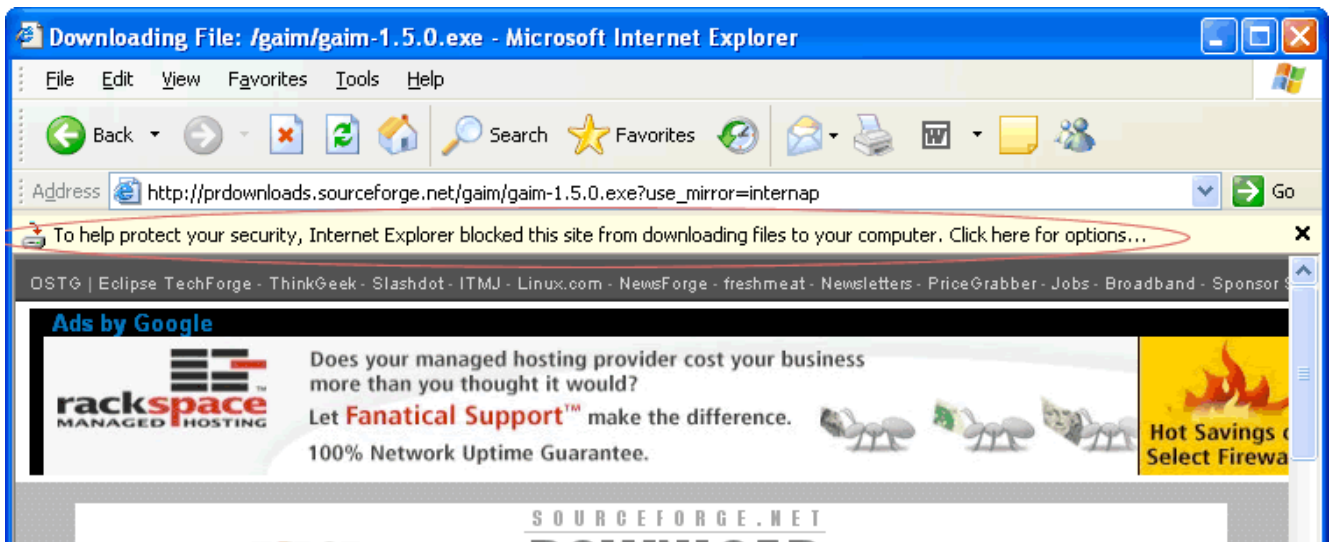 Downloading File: /gaim/gaim-1.5.0.exe - Microsoft Internet Explorer
File Edit View Favorites Tools Help
Back Search Favorites
Address http://prdownloads.sourceforge.net/gaim/gaim-1.5.0.exe?use_mirror=internap Go
To help protect your security, Internet Explorer blocked this site from downloading files to your computer. Click here for options...
OSTG | Eclipse TechForge - ThinkGeek - Slashdot - ITMJ - Linux.com - NewsForge - freshmeat - Newsletters - PriceGrabber - Jobs - Broadband - Sponsor
Ads by Google
rackspace
MANAGED HOSTING
Does your managed hosting provider cost your business
more than you thought it would?
Let Fanatical Support™ make the difference.
100% Network Uptime Guarantee.
Hot Savings
Select
SOURCEFORGE.NET